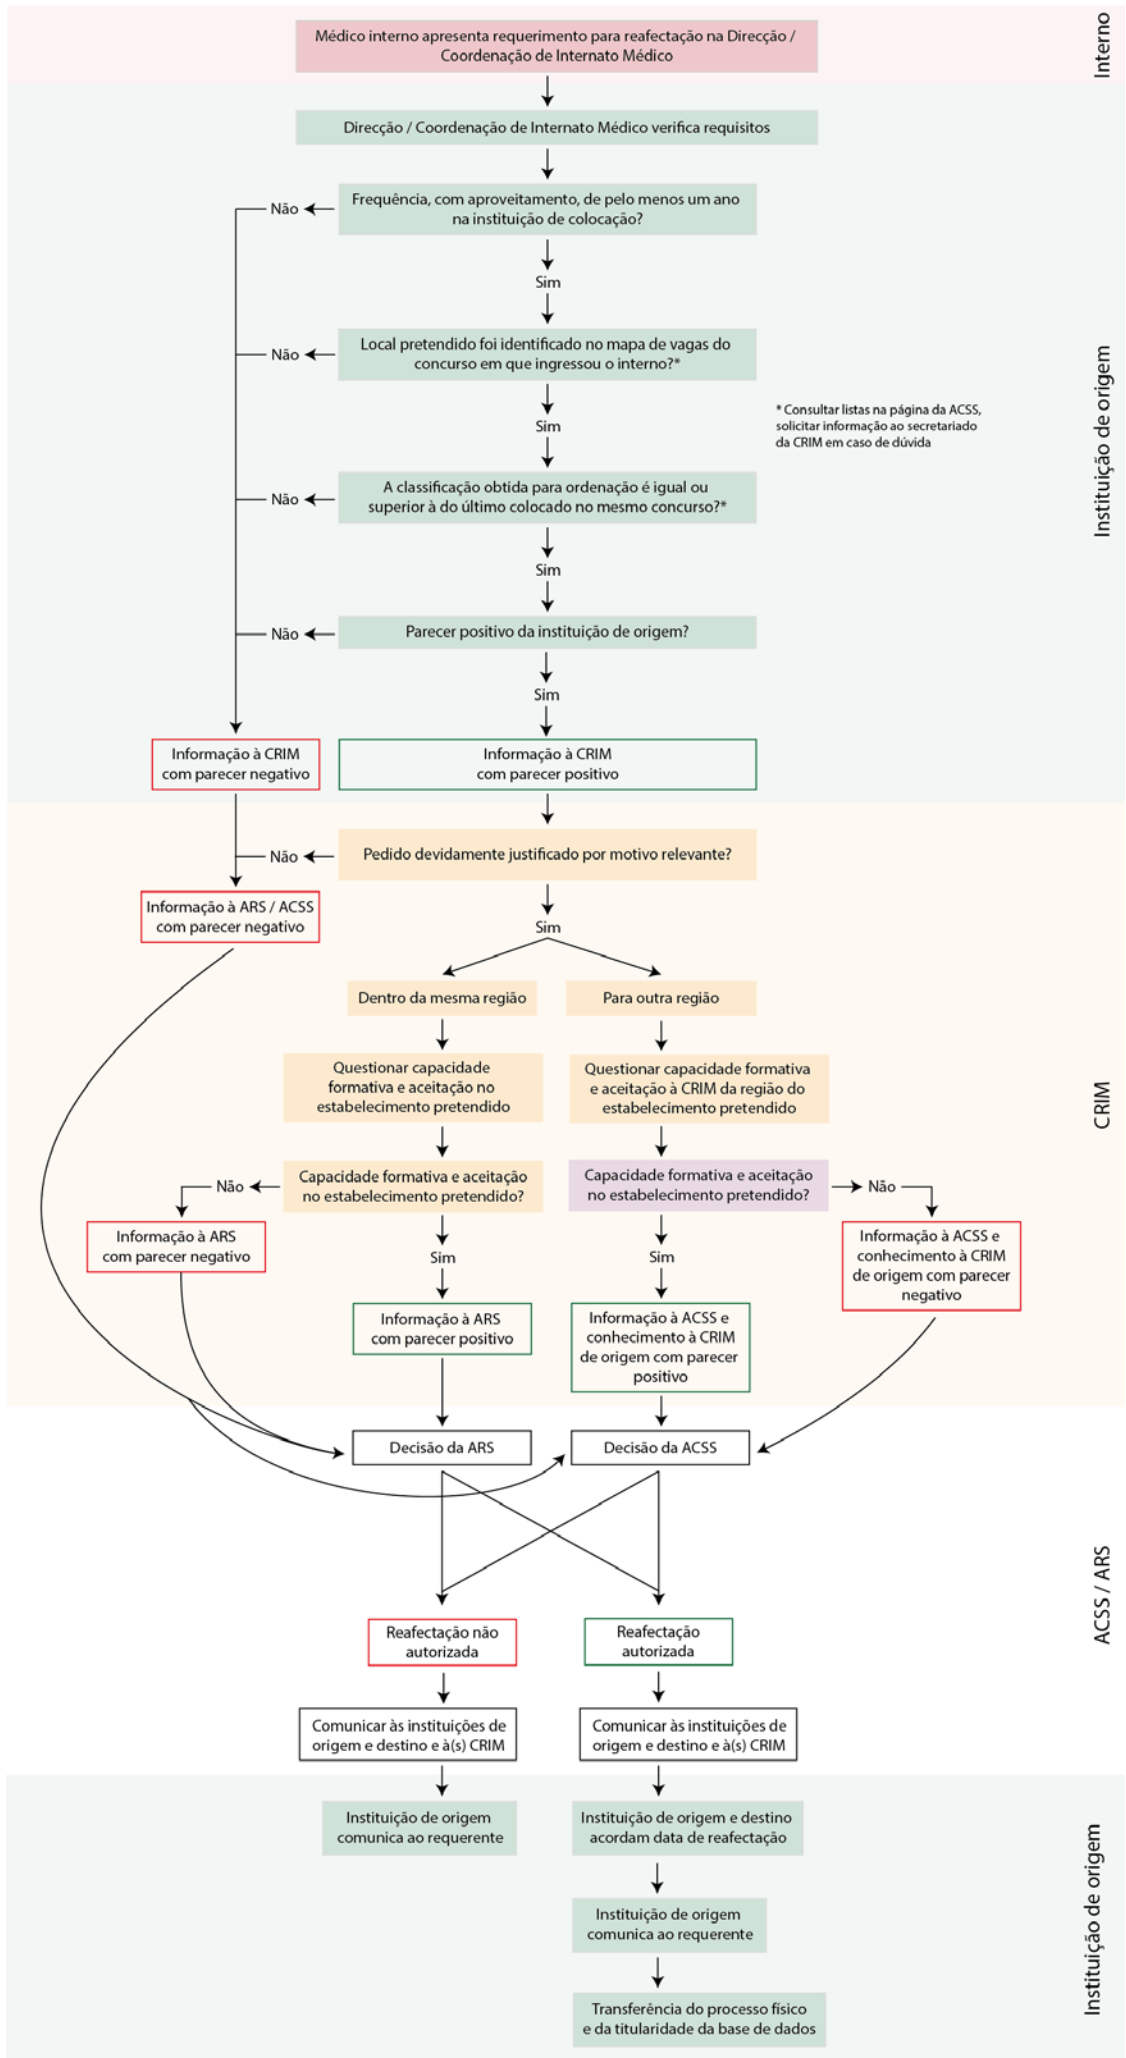 Médico interno apresenta requerimento para reafectação na Direcção /
Coordenação de Internato Médico
Interno
Direcção / Coordenação de Internato Médico verifica requisitos
Frequência, com aproveitamento, de pelo menos um ano
na instituição de colocação?
Não
Sim
Local pretendido foi identificado no mapa de vagas do
concurso em que ingressou o interno?*
Não
Sim
* Consultar listas na página da ACSS,
solicitar informação ao secretariado
da CRIM em caso de dúvida
Instituição de origem
A classificação obtida para ordenação é igual ou
superior à do último colocado no mesmo concurso?*
Não
Sim
Parecer positivo da instituição de origem?
Não
Sim
Informação à CRIM
com parecer negativo
Informação à CRIM
com parecer positivo
Pedido devidamente justificado por motivo relevante?
Não
Informação à ARS / ACSS
com parecer negativo
Sim
Dentro da mesma região
Para outra região
Questionar capacidade
formativa e aceitação no
estabelecimento pretendido
Questionar capacidade formativa
e aceitação à CRIM da região do
estabelecimento pretendido
CRIM
Capacidade formativa e aceitação
no estabelecimento pretendido?
Capacidade formativa e aceitação
no estabelecimento pretendido?
Não
Não
Informação à ARS
com parecer negativo
Sim
Sim
Informação à ACSS e
conhecimento à CRIM
de origem com parecer
negativo
Informação à ARS
com parecer positivo
Informação à ACSS e
conhecimento à CRIM
de origem com parecer
positivo
Decisão da ARS
Decisão da ACSS
ACSS / ARS
Reafectação não
autorizada
Reafectação
autorizada
Comunicar às instituições de
origem e destino e à(s) CRIM
Comunicar às instituições de
origem e destino e à(s) CRIM
Instituição de origem
comunica ao requerente
Instituição de origem e destino
acordam data de reafectação
Instituição de origem
Instituição de origem
comunica ao requerente
Transferência do processo físico
e da titularidade da base de dados